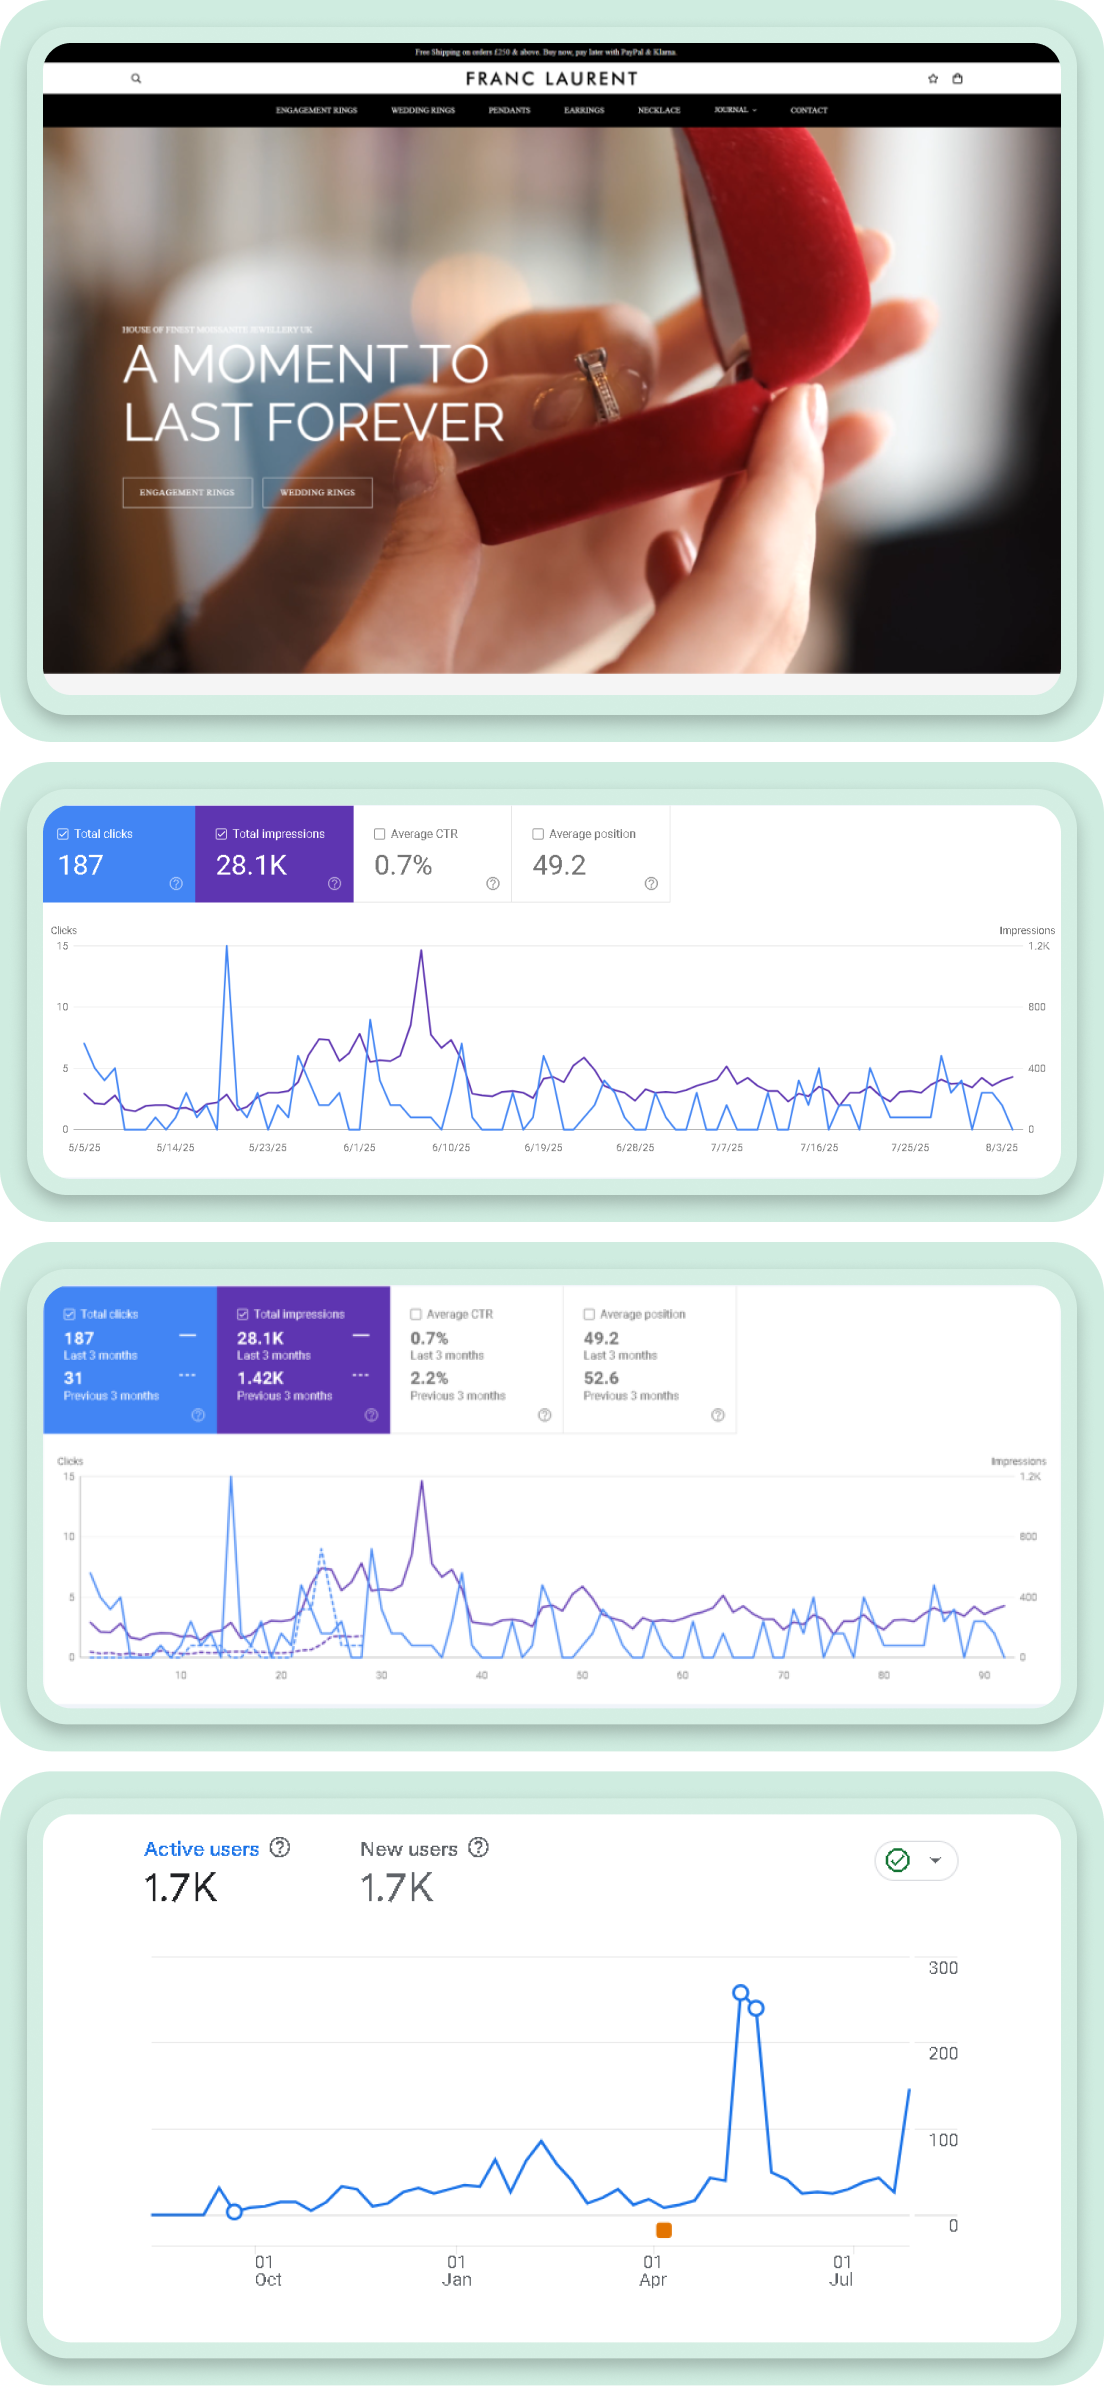 Free Shipping on orders £250 & above. Buy now, pay later with PayPal & Klarna.
FRANC LAURENT
ENGAGEMENT RINGS WEDDING RINGS PENDANTS EARRINGS NECKLACE JOURNAL CONTACT
HOUSE OF FINEST MOISSANITE JEWELLERY UK
A MOMENT TO
LAST FOREVER
ENGAGEMENT RINGS WEDDING RINGS
Total clicks Total impressions Average CTR Average position
187 28.1K 0.7% 49.2
Clicks Impressions
15 1.2K
10 800
5 400
0 0
5/5/25 5/14/25 5/23/25 6/1/25 6/10/25 6/19/25 6/28/25 7/7/25 7/16/25 7/25/25 8/3/25
Total clicks Total impressions Average CTR Average position
187 28.1K 0.7% 49.2
Last 3 months Last 3 months Last 3 months Last 3 months
31 1.42K 2.2% 52.6
Previous 3 months Previous 3 months Previous 3 months Previous 3 months
Clicks Impressions
15 1.2K
10 800
5 400
0 0
10 20 30 40 50 60 70 80 90
Active users New users
1.7K 1.7K
300
200
100
0
01 01 01 01
Oct Jan Apr Jul